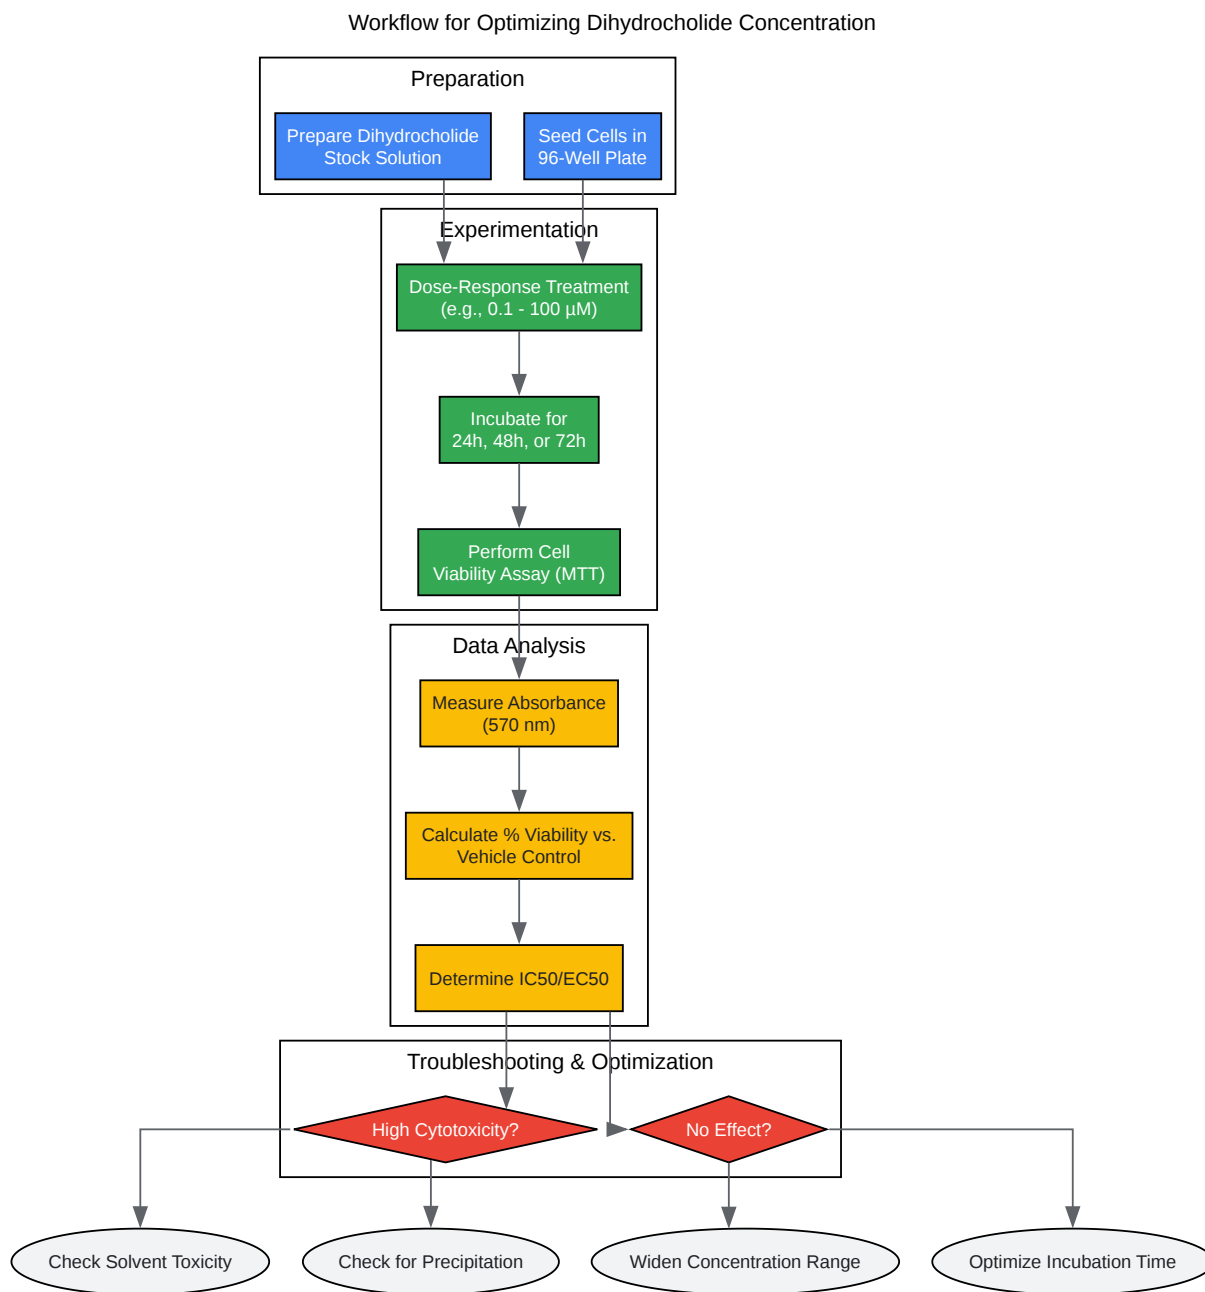 Workflow for Optimizing Dihydrocholide Concentration
Preparation
Prepare Dihydrocholide
Stock Solution
Seed Cells in
96-Well Plate
Experimentation
Dose-Response Treatment
(e.g., 0.1 - 100 µM)
Incubate for
24h, 48h, or 72h
Perform Cell
Viability Assay (MTT)
Data Analysis
Measure Absorbance
(570 nm)
Calculate % Viability vs.
Vehicle Control
Determine IC50/EC50
Troubleshooting & Optimization
High Cytotoxicity?
No Effect?
Check Solvent Toxicity
Check for Precipitation
Widen Concentration Range
Optimize Incubation Time